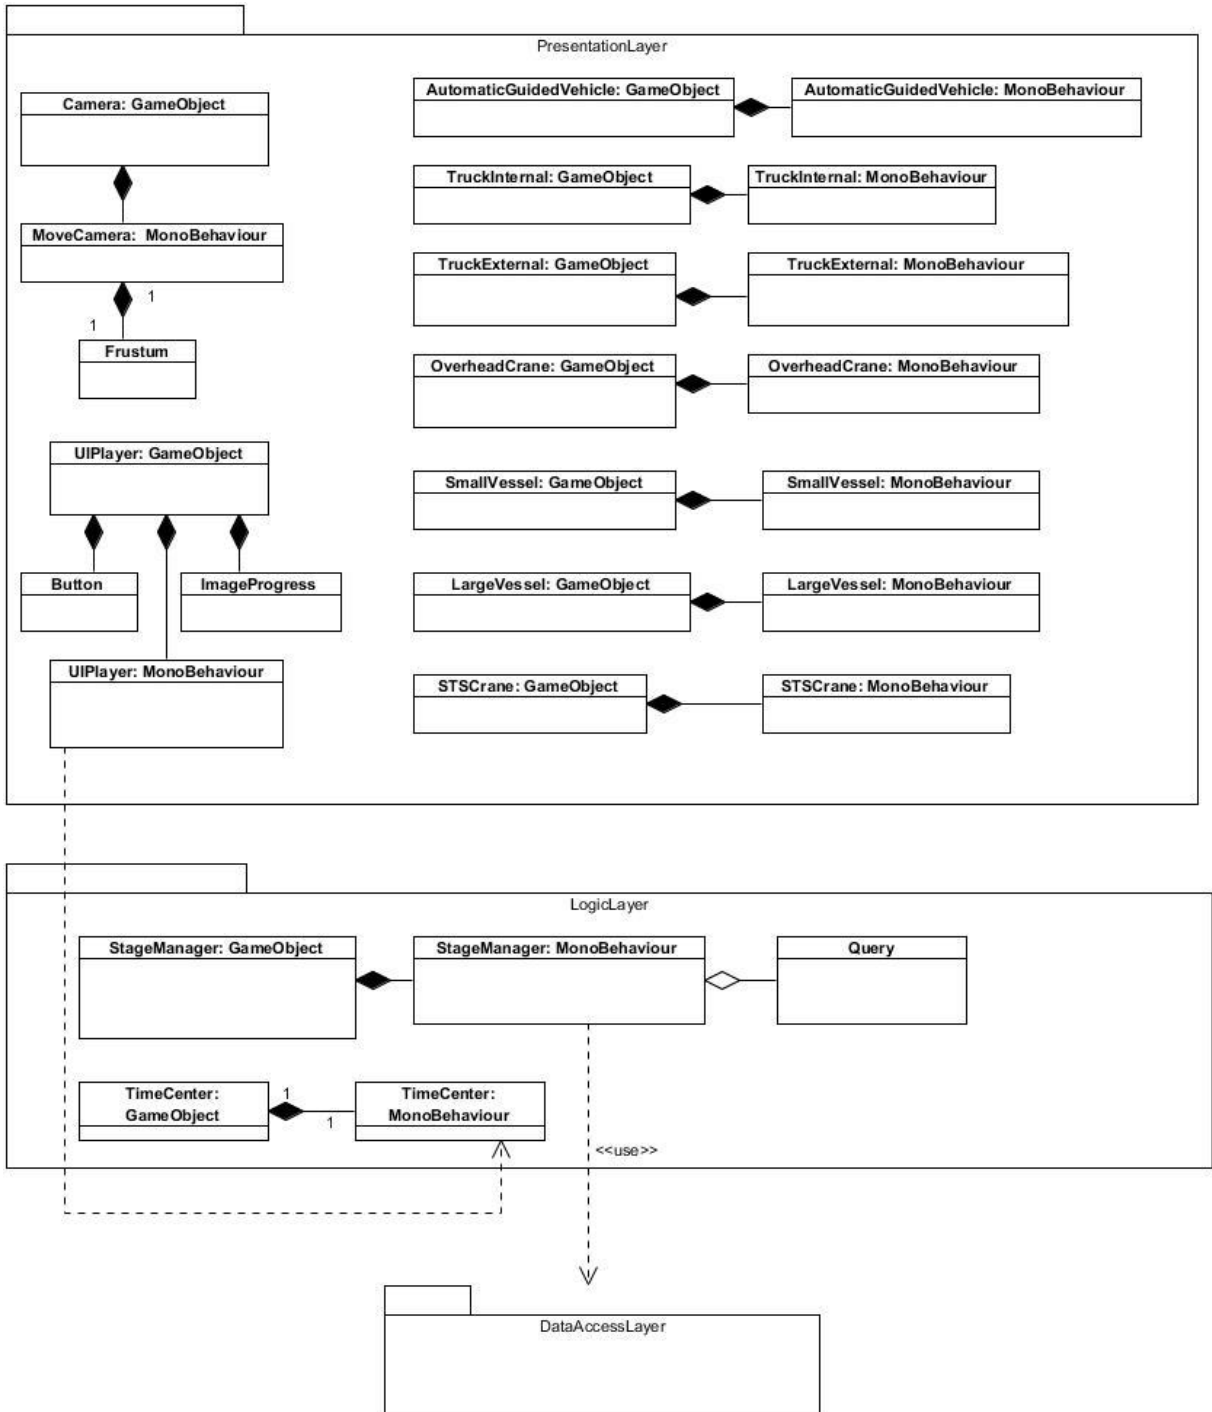 PresentationLayer
Camera: GameObject
MoveCamera: MonoBehaviour
1
1
Frustum
UIPlayer: GameObject
Button
ImageProgress
UIPlayer: MonoBehaviour
AutomaticGuidedVehicle: GameObject
AutomaticGuidedVehicle: MonoBehaviour
TruckInternal: GameObject
TruckInternal: MonoBehaviour
TruckExternal: GameObject
TruckExternal: MonoBehaviour
OverheadCrane: GameObject
OverheadCrane: MonoBehaviour
SmallVessel: GameObject
SmallVessel: MonoBehaviour
LargeVessel: GameObject
LargeVessel: MonoBehaviour
STSCrane: GameObject
STSCrane: MonoBehaviour
LogicLayer
StageManager: GameObject
StageManager: MonoBehaviour
Query
TimeCenter:
GameObject
1
1
TimeCenter:
MonoBehaviour
<<use>>
DataAccessLayer